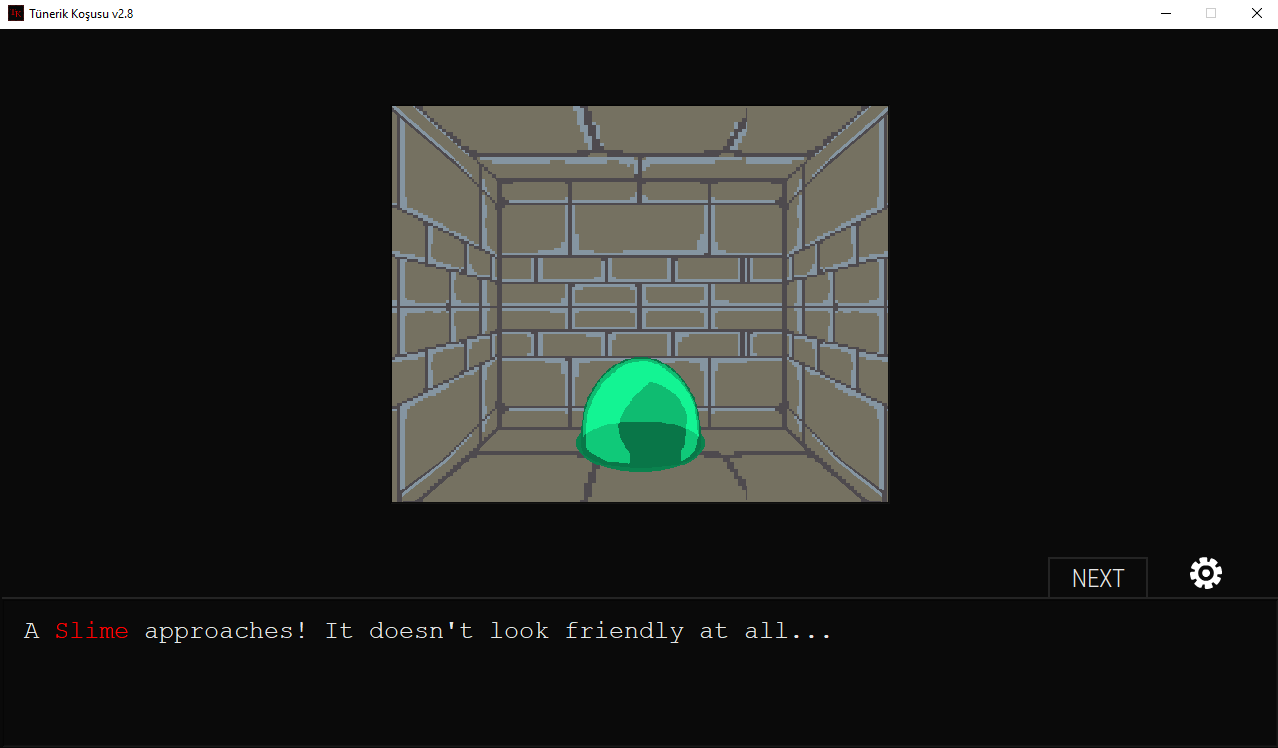 Tünerik Koşusu v2.8
NEXT
A Slime approaches! It doesn't look friendly at all...